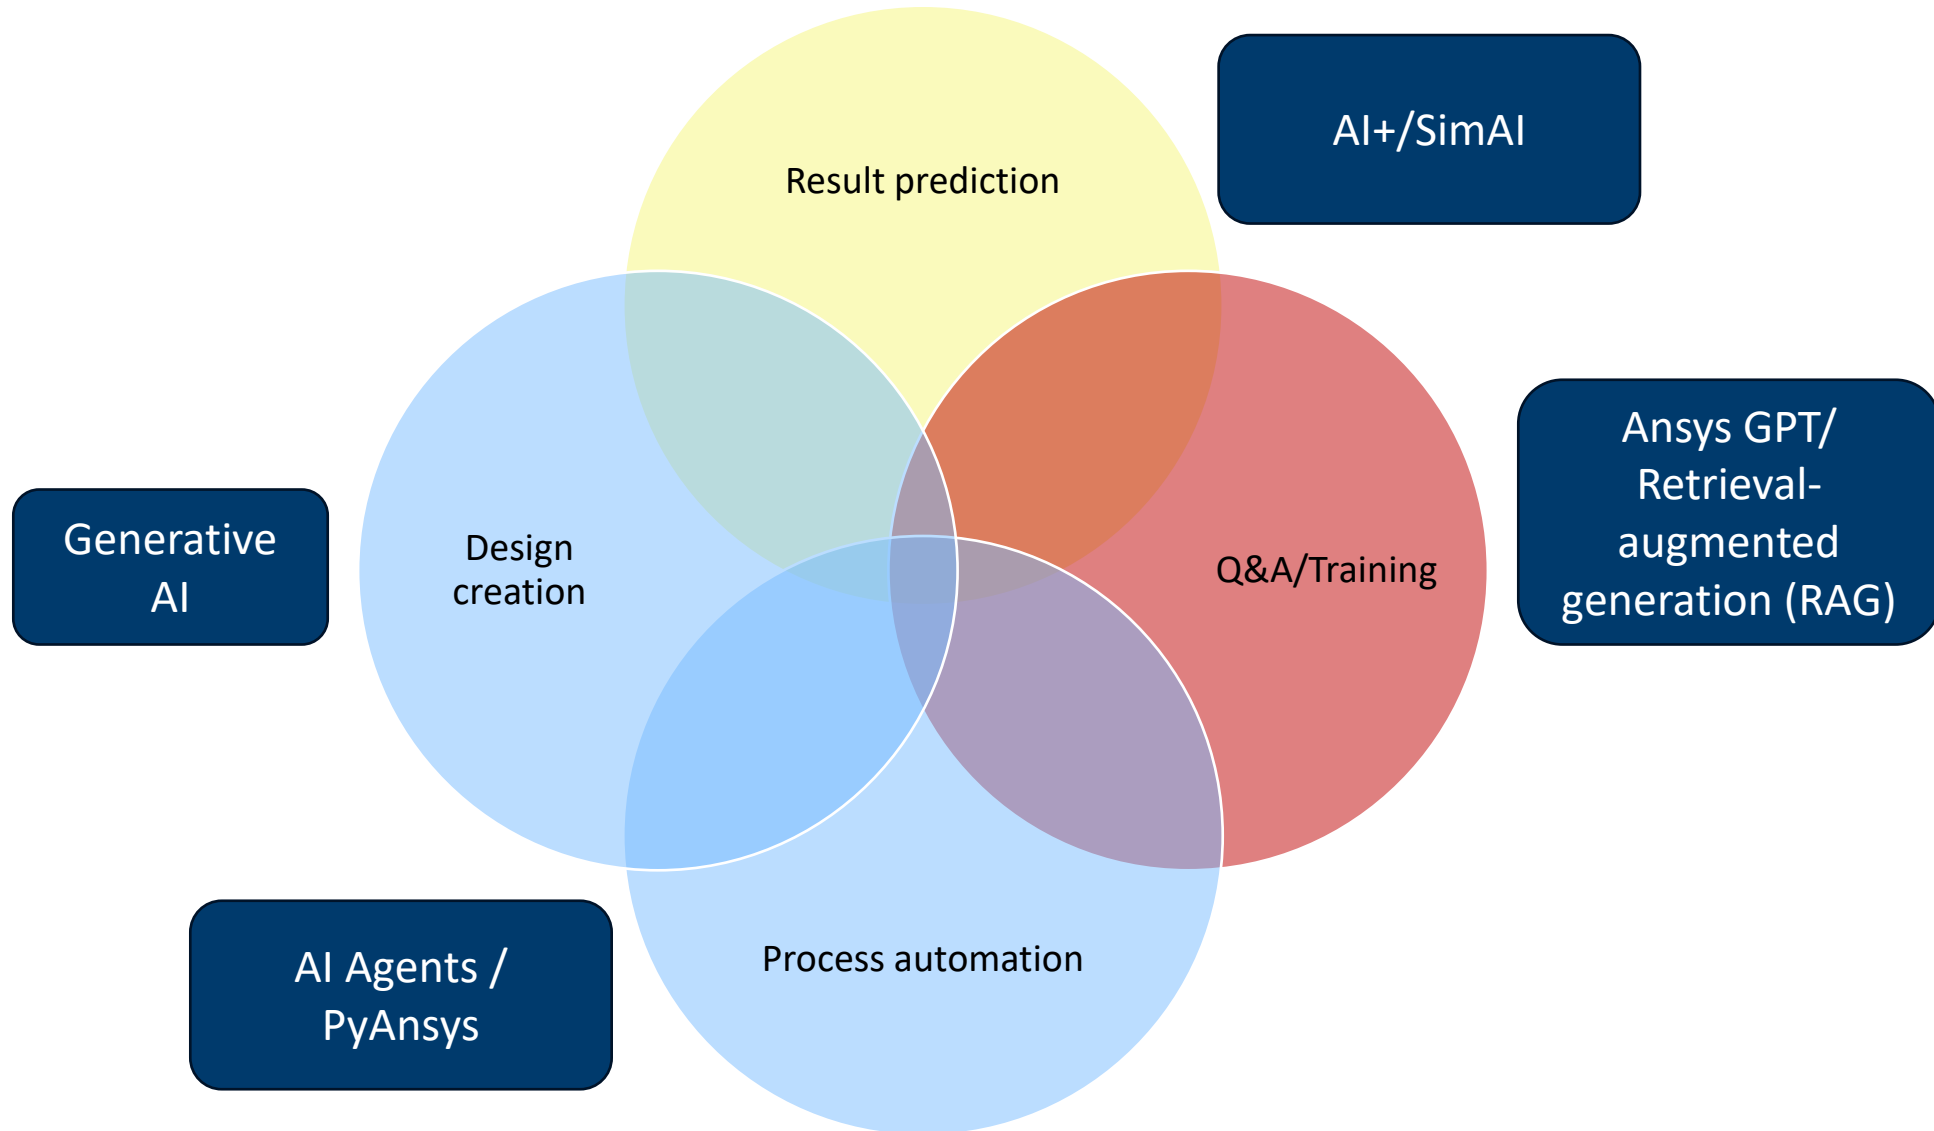 AI+/SimAI
Result prediction
Ansys GPT/
Retrieval-
augmented
generation (RAG)
Generative
AI
Design
creation
Q&A/Training
AI Agents /
PyAnsys
Process automation